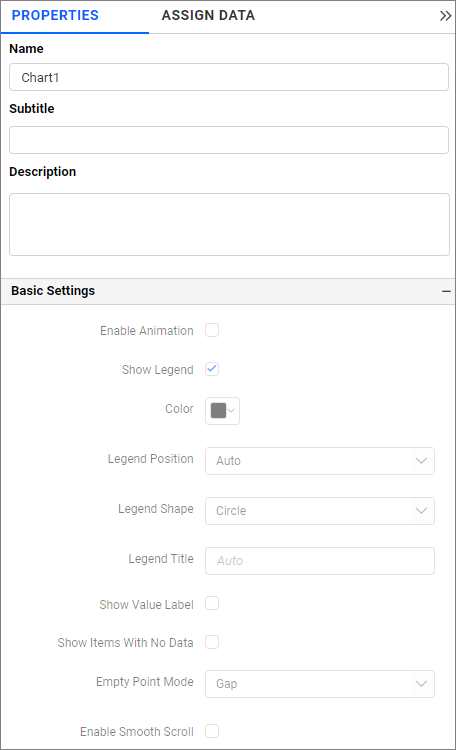 PROPERTIES ASSIGN DATA
Name
Chart1
Subtitle
Description
Basic Settings
Enable Animation
Show Legend
Color
Legend Position Auto
Legend Shape Circle
Legend Title Auto
Show Value Label
Show Items With No Data
Empty Point Mode Gap
Enable Smooth Scroll